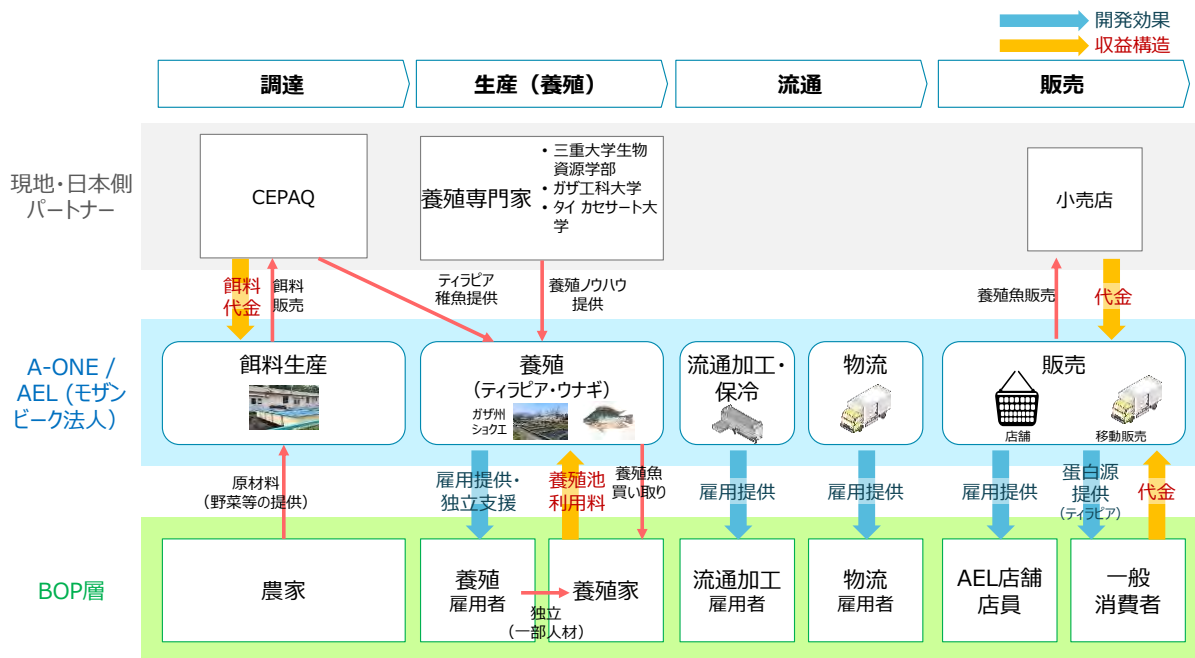 開発効果
収益構造
調達
生産（養殖）
流通
販売
現地・日本側
パートナー
CEPAQ
養殖専門家
• 三重大学生物
資源学部
• ガザ工科大学
• タイ カセサート大
学
小売店
餌料
代金
餌料
販売
ティラピア
稚魚提供
養殖ノウハウ
提供
養殖魚販売
代金
A-ONE /
AEL (モザン
ビーク法人）
餌料生産
養殖
(ティラピア・ウナギ）
ガザ州
ショクエ
流通加工・
保冷
物流
販売
店舗
移動販売
原材料
（野菜等の提供）
雇用提供・
独立支援
養殖池
利用料
養殖魚
買い取り
雇用提供
雇用提供
雇用提供
蛋白源
提供
（ティラピア）
代金
BOP層
農家
養殖
雇用者
独立
（一部人材）
養殖家
流通加工
雇用者
物流
雇用者
AEL店舗
店員
一般
消費者